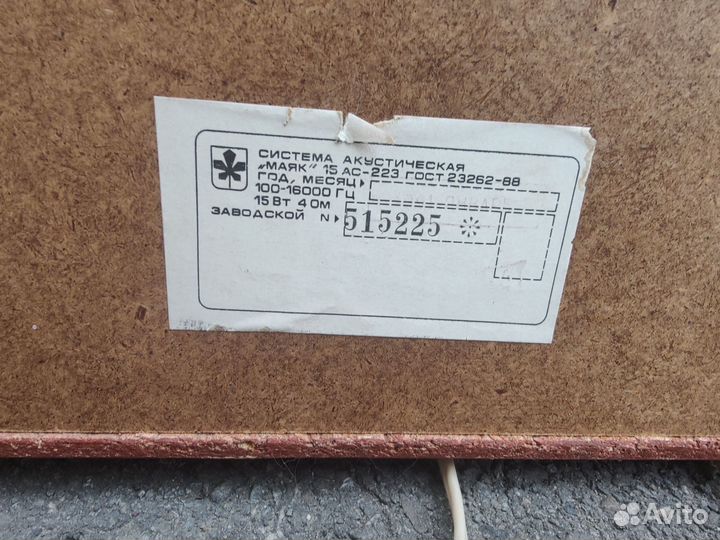 СИСТЕМА АКУСТИЧЕСКАЯ
„МАЯК" 15 АС-223 ГОСТ 23262-88
ГОД, МЕСЯЦ
100-16000 ГЦ
15 ВТ 4 ОМ
ЗАВОДСКОЙ N 515225 *
Avito